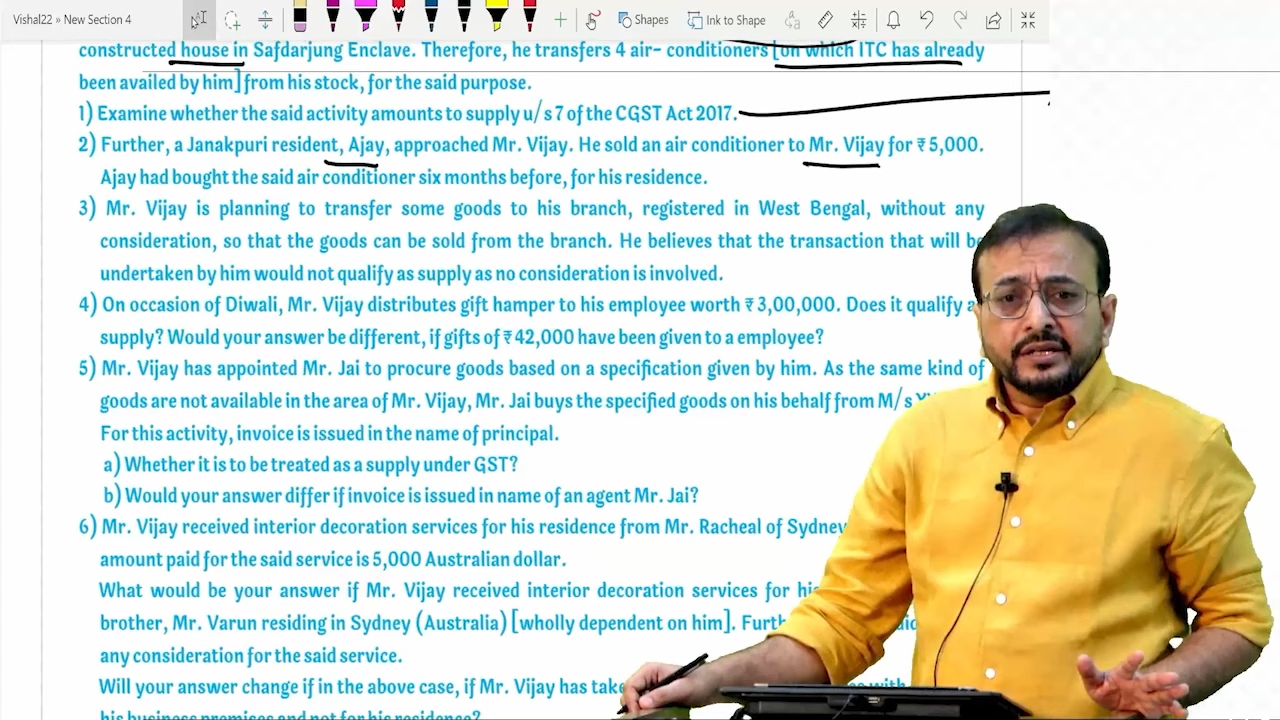 Vishal22 » New Section 4
Shapes
Ink to Shape
constructed house in Safdarjung Enclave. Therefore, he transfers 4 air- conditioners [on which ITC has already
been availed by him] from his stock, for the said purpose.
1) Examine whether the said activity amounts to supply u/s 7 of the CGST Act 2017.
2) Further, a Janakpuri resident, Ajay, approached Mr. Vijay. He sold an air conditioner to Mr. Vijay for ₹ 5,000.
Ajay had bought the said air conditioner six months before, for his residence.
3) Mr. Vijay is planning to transfer some goods to his branch, registered in West Bengal, without any
consideration, so that the goods can be sold from the branch. He believes that the transaction that will be
undertaken by him would not qualify as supply as no consideration is involved.
4) On occasion of Diwali, Mr. Vijay distributes gift hamper to his employee worth ₹ 3,00,000. Does it qualify
supply? Would your answer be different, if gifts of ₹ 42,000 have been given to a employee?
5) Mr. Vijay has appointed Mr. Jai to procure goods based on a specification given by him. As the same kind of
goods are not available in the area of Mr. Vijay, Mr. Jai buys the specified goods on his behalf from M/s
For this activity, invoice is issued in the name of principal.
a) Whether it is to be treated as a supply under GST?
b) Would your answer differ if invoice is issued in name of an agent Mr. Jai?
6) Mr. Vijay received interior decoration services for his residence from Mr. Racheal of Sydney
amount paid for the said service is 5,000 Australian dollar.
What would be your answer if Mr. Vijay received interior decoration services for his
brother, Mr. Varun residing in Sydney (Australia) [wholly dependent on him].
any consideration for the said service.
Will your answer change if in the above case, if Mr. Vijay has
his business premises and not for his residence?